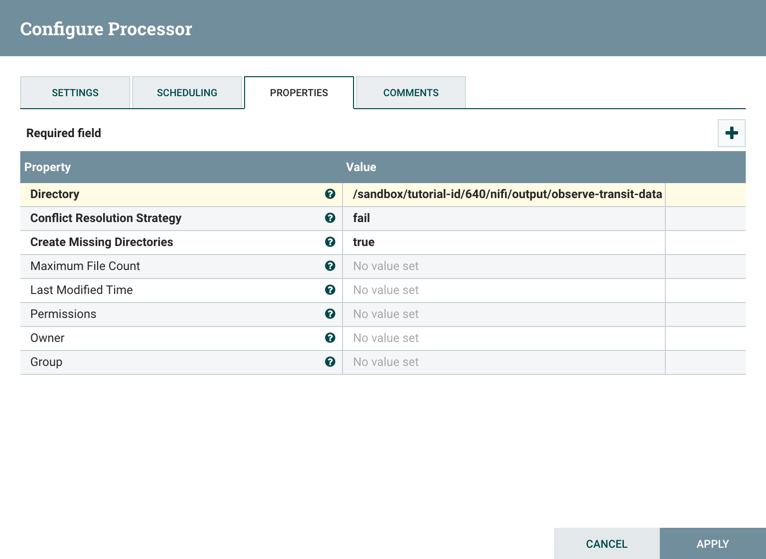 Configure Processor
SETTINGS SCHEDULING PROPERTIES COMMENTS
Required field
Property Value
Directory /sandbox/tutorial-id/640/nifi/output/observe-transit-data
Conflict Resolution Strategy fail
Create Missing Directories true
Maximum File Count No value set
Last Modified Time No value set
Permissions No value set
Owner No value set
Group No value set
CANCEL APPLY